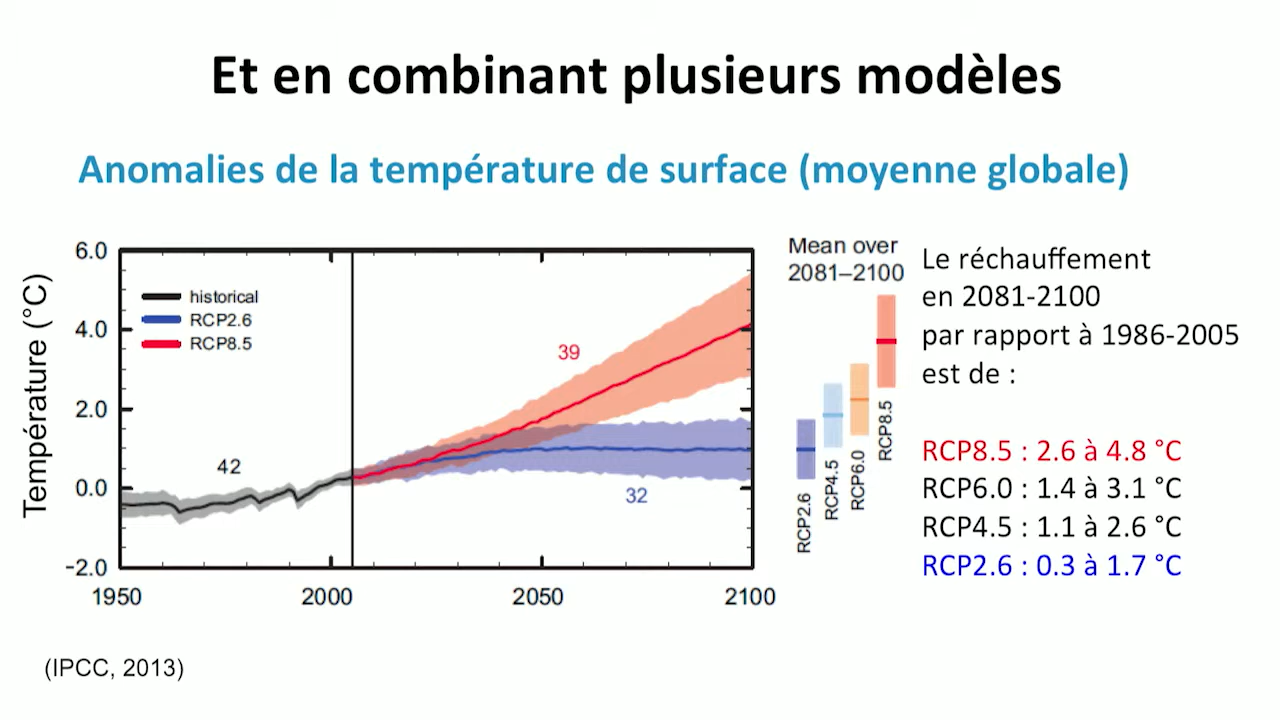 Et en combinant plusieurs modèles
Anomalies de la température de surface (moyenne globale)
Température (°C)
6.0
4.0
2.0
0.0
−2.0
1950
2000
2050
2100
historical
RCP2.6
RCP8.5
42
39
32
Mean over
2081–2100
RCP2.6
RCP4.5
RCP6.0
RCP8.5
Le réchauffement
en 2081-2100
par rapport à 1986-2005
est de :
RCP8.5 : 2.6 à 4.8 °C
RCP6.0 : 1.4 à 3.1 °C
RCP4.5 : 1.1 à 2.6 °C
RCP2.6 : 0.3 à 1.7 °C
(IPCC, 2013)